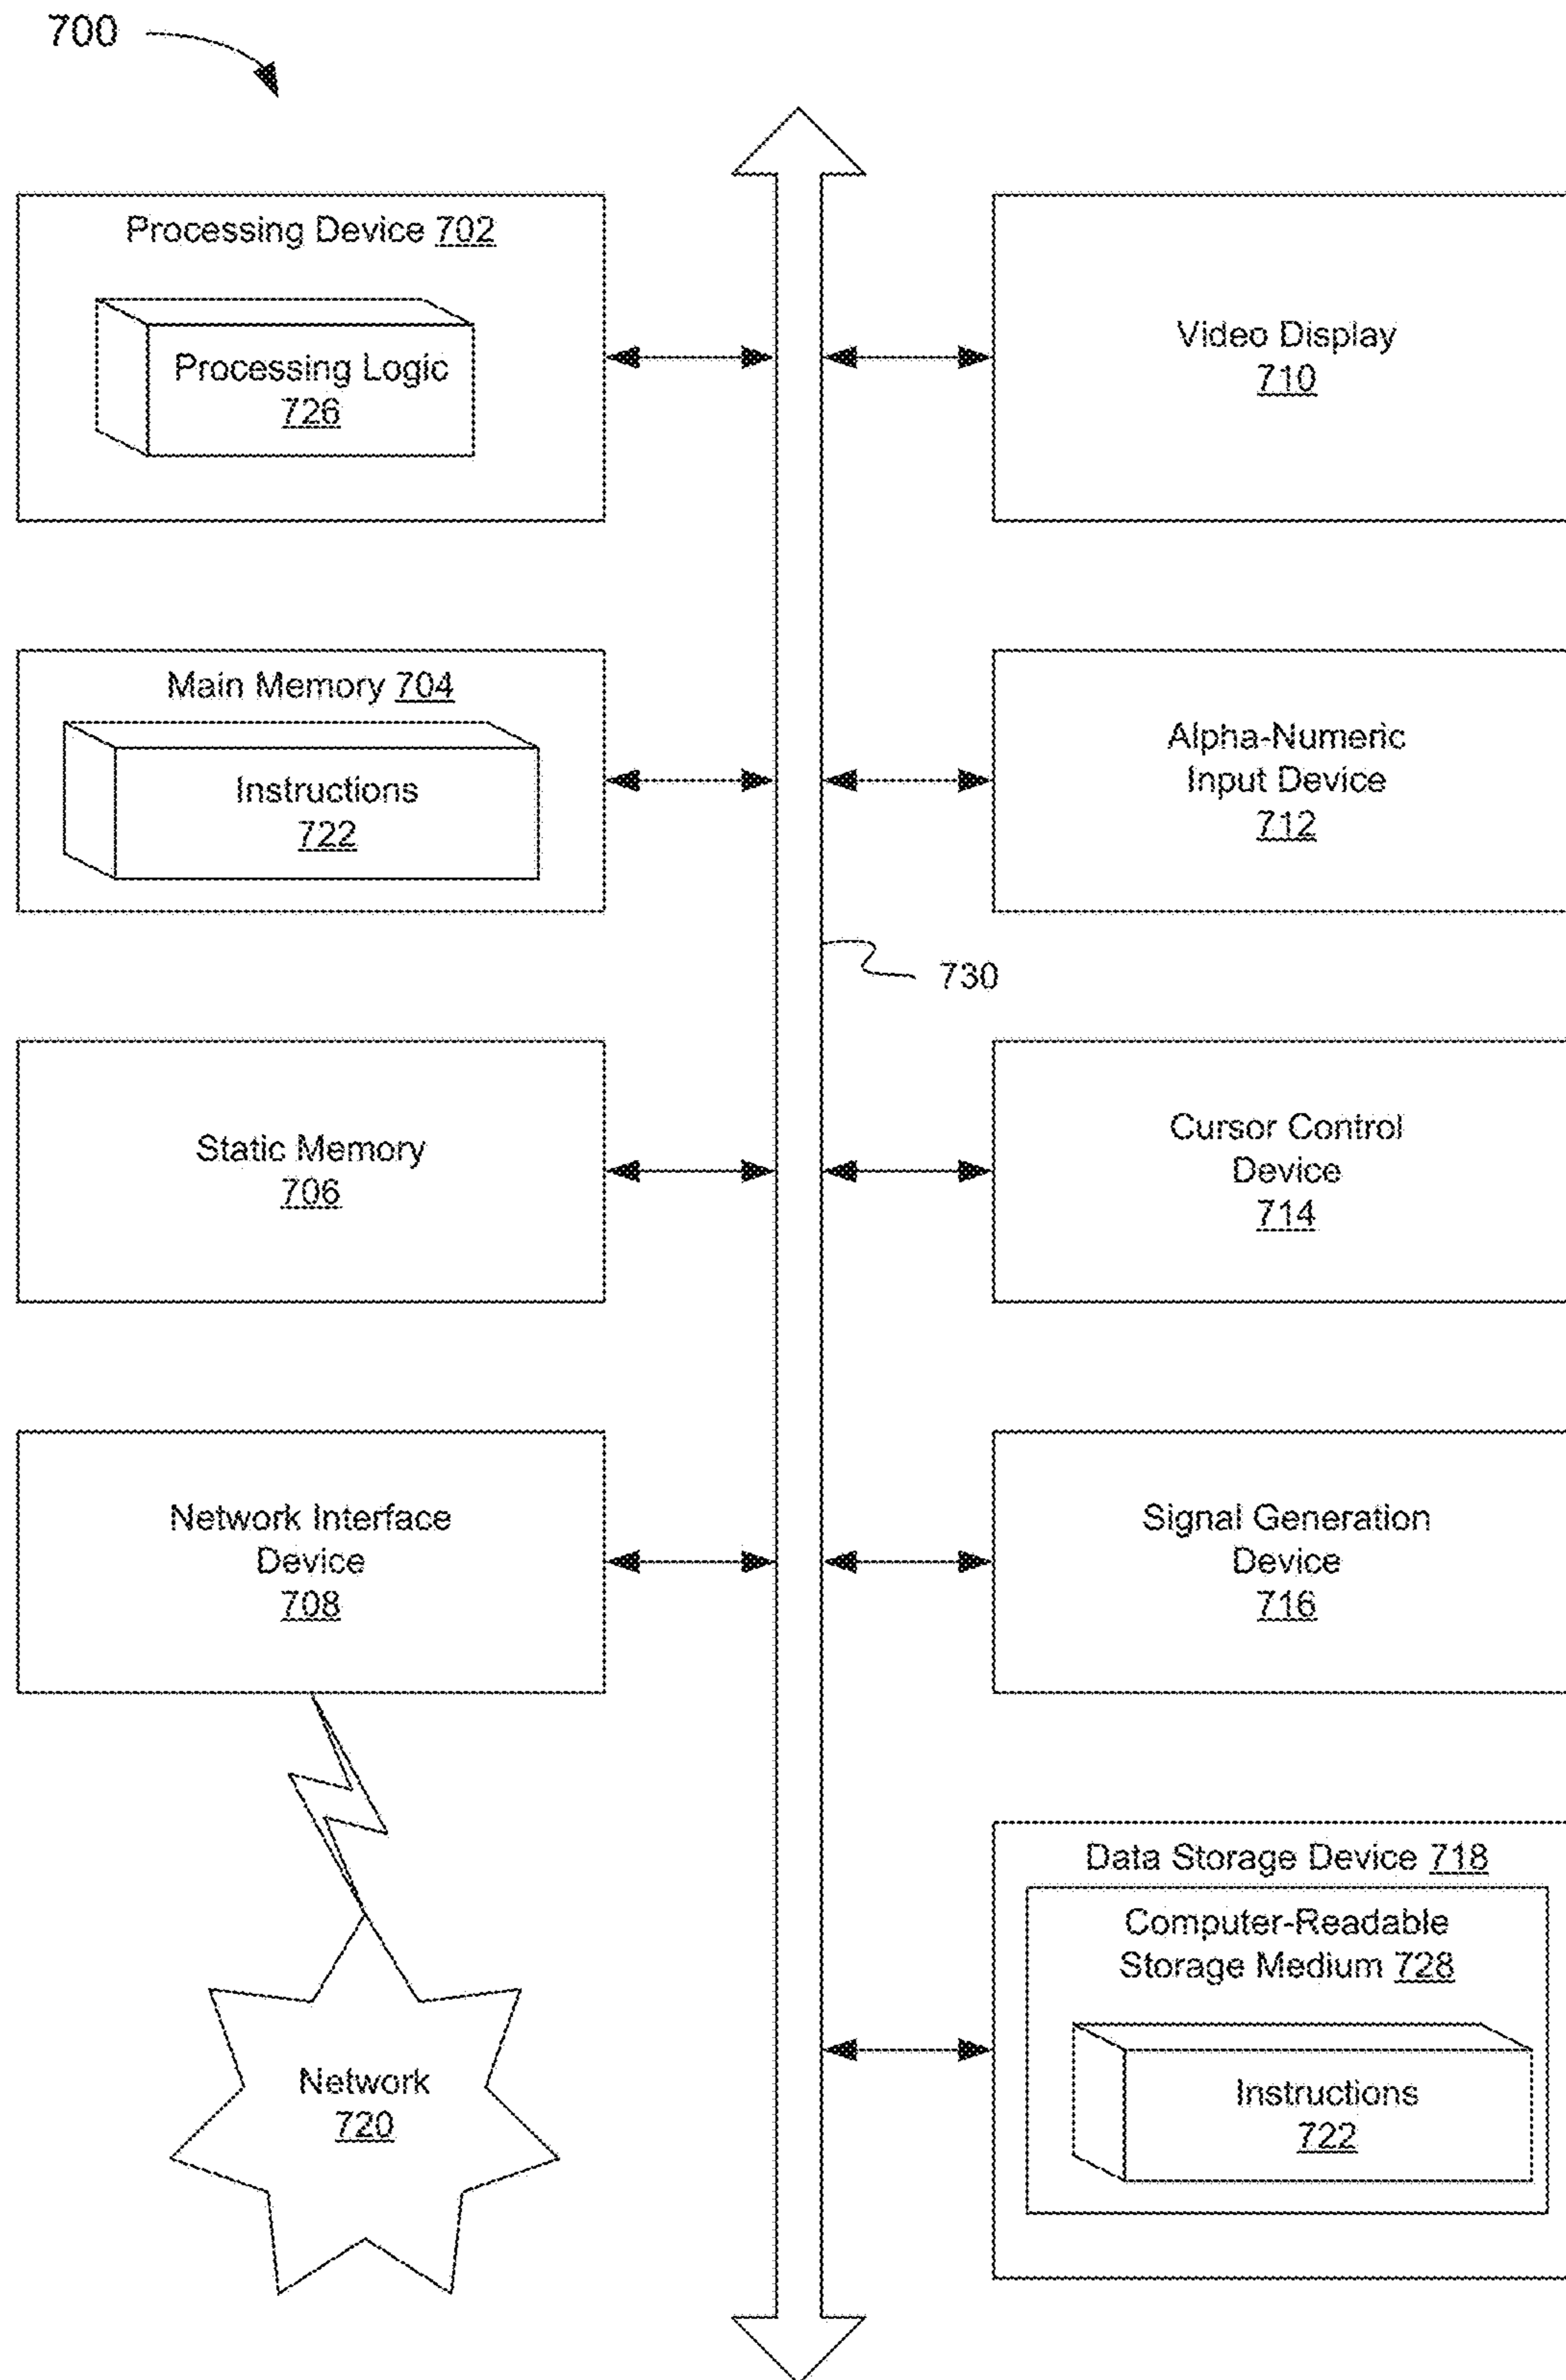 700
Processing Device 702
Processing Logic
726
Video Display
710
Main Memory 704
Instructions
722
Alpha-Numeric
Input Device
712
730
Static Memory
706
Cursor Control
Device
714
Network Interface
Device
708
Signal Generation
Device
716
Network
720
Data Storage Device 718
Computer-Readable
Storage Medium 728
Instructions
722